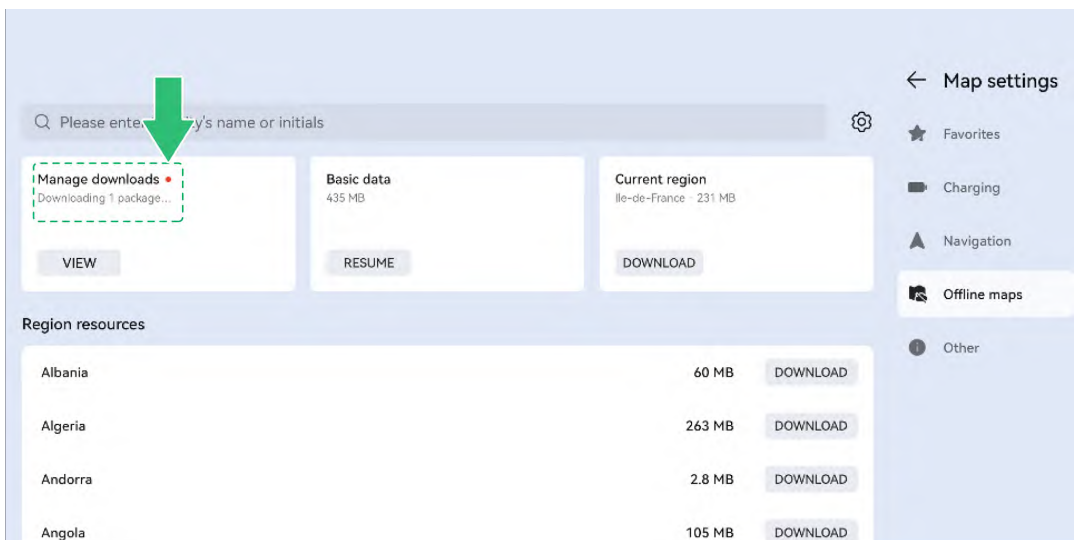 Map settings
Please ente y's name or initials
Favorites
Manage downloads
Downloading 1 package...
VIEW
Basic data
435 MB
RESUME
Current region
Ile-de-France · 231 MB
DOWNLOAD
Charging
Navigation
Offline maps
Other
Region resources
Albania 60 MB DOWNLOAD
Algeria 263 MB DOWNLOAD
Andorra 2.8 MB DOWNLOAD
Angola 105 MB DOWNLOAD